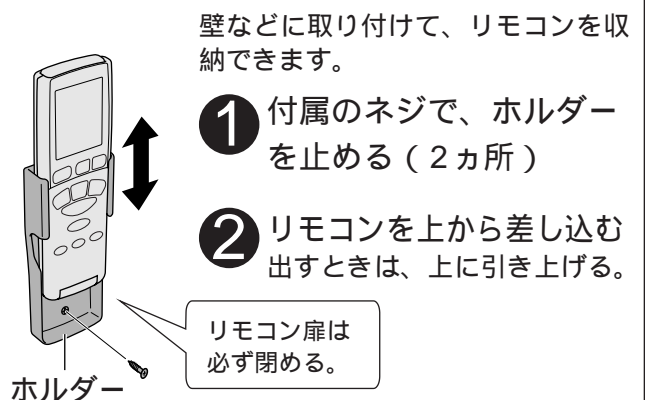 壁などに取り付けて、リモコンを収
納できます。
1 付属のネジで、ホルダー
を止める（2ヵ所）
2 リモコンを上から差し込む
出すときは、上に引き上げる。
リモコン扉は
必ず閉める。
ホルダー